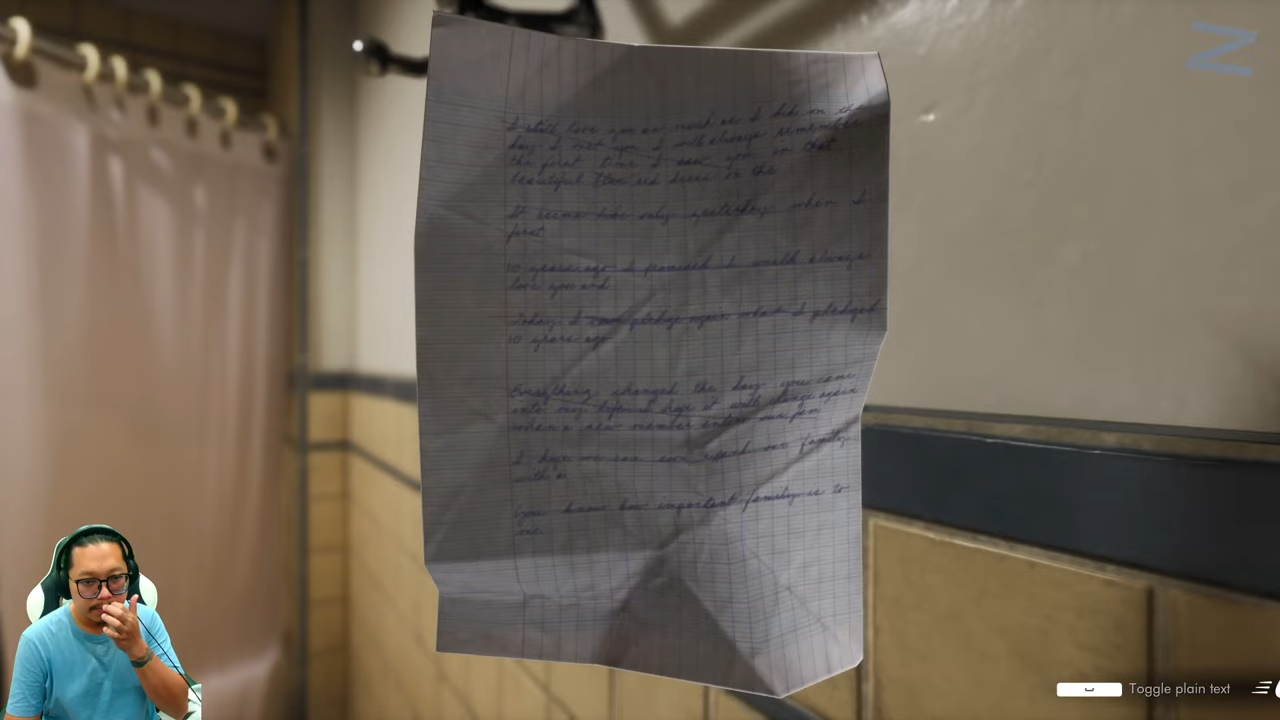 I still love you as much as I did on the
day I met you I will always remember
the first time I saw you in that
beautiful red dress on the
It seems like only yesterday when I
first
10 years ago I promised I would always
love you and
Today I pledge again what I pledged
10 years ago
Everything changed the day you came
into my life I hope it will change again
when a new member enters our
I hope we can expand our family
with a
you know how important family is to
me
Toggle plain text